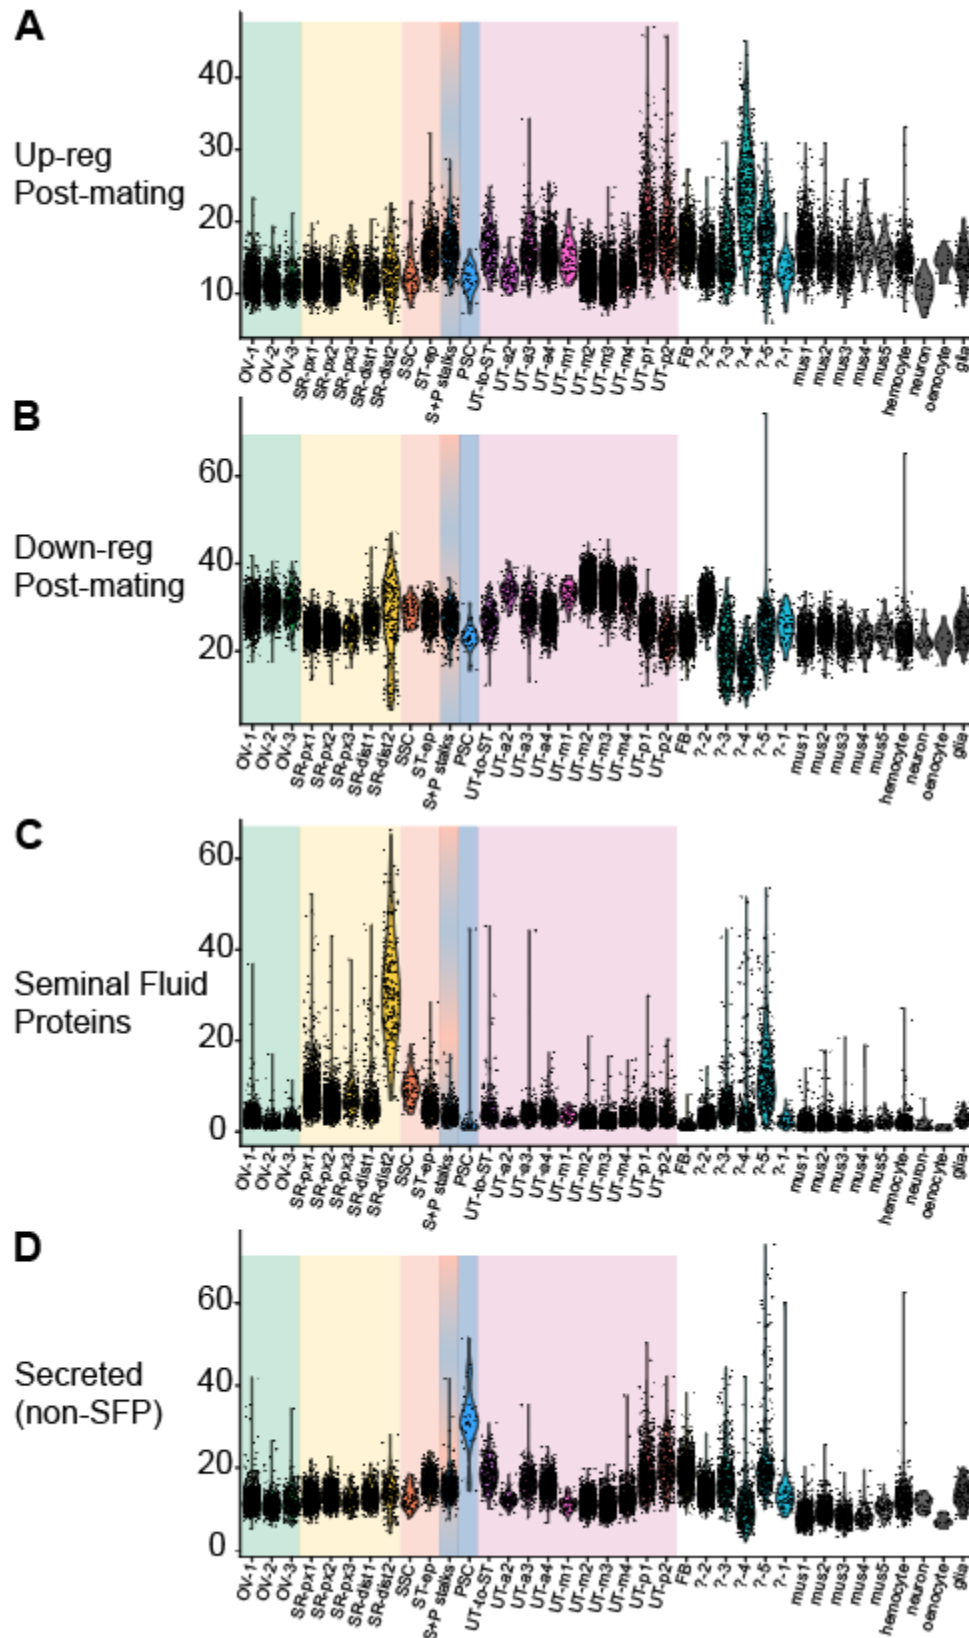 A
Up-reg
Post-mating
40
30
20
10
OV-1 OV-2 OV-3 SR-px1 SR-px2 SR-px3 SR-dist1 SR-dist2 SSC ST-ep S+P stalks PSC UT-to-ST UT-a2 UT-a3 UT-a4 UT-m1 UT-m2 UT-m3 UT-m4 UT-p1 UT-p2 FB ?-2 ?-3 ?-4 ?-5 ?-1 mus1 mus2 mus3 mus4 mus5 hemocyte neuron oenocyte glia
B
Down-reg
Post-mating
60
40
20
OV-1 OV-2 OV-3 SR-px1 SR-px2 SR-px3 SR-dist1 SR-dist2 SSC ST-ep S+P stalks PSC UT-to-ST UT-a2 UT-a3 UT-a4 UT-m1 UT-m2 UT-m3 UT-m4 UT-p1 UT-p2 FB ?-2 ?-3 ?-4 ?-5 ?-1 mus1 mus2 mus3 mus4 mus5 hemocyte neuron oenocyte glia
C
Seminal Fluid
Proteins
60
40
20
0
OV-1 OV-2 OV-3 SR-px1 SR-px2 SR-px3 SR-dist1 SR-dist2 SSC ST-ep S+P stalks PSC UT-to-ST UT-a2 UT-a3 UT-a4 UT-m1 UT-m2 UT-m3 UT-m4 UT-p1 UT-p2 FB ?-2 ?-3 ?-4 ?-5 ?-1 mus1 mus2 mus3 mus4 mus5 hemocyte neuron oenocyte glia
D
Secreted
(non-SFP)
60
40
20
0
OV-1 OV-2 OV-3 SR-px1 SR-px2 SR-px3 SR-dist1 SR-dist2 SSC ST-ep S+P stalks PSC UT-to-ST UT-a2 UT-a3 UT-a4 UT-m1 UT-m2 UT-m3 UT-m4 UT-p1 UT-p2 FB ?-2 ?-3 ?-4 ?-5 ?-1 mus1 mus2 mus3 mus4 mus5 hemocyte neuron oenocyte glia